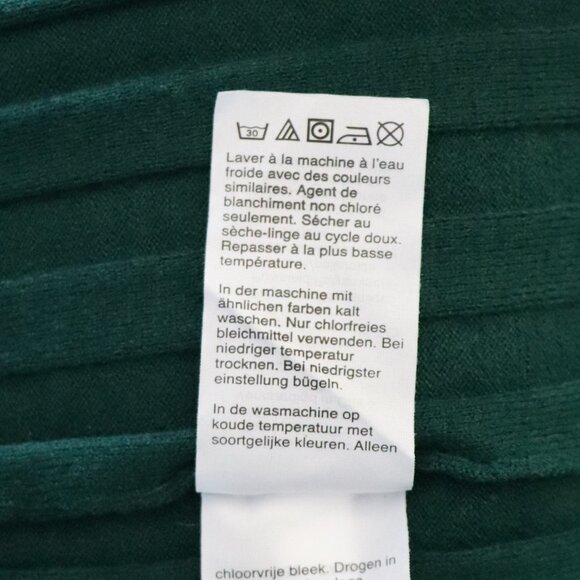 30
Laver à la machine à l'eau
froide avec des couleurs
similaires. Agent de
blanchiment non chloré
seulement. Sécher au
sèche-linge au cycle doux.
Repasser à la plus basse
température.
In der maschine mit
ähnlichen farben kalt
waschen. Nur chlorfreies
bleichmittel verwenden. Bei
niedriger temperatur
trocknen. Bei niedrigster
einstellung bügeln.
In de wasmachine op
koude temperatuur met
soortgelijke kleuren. Alleen
chloorvrije bleek. Drogen in